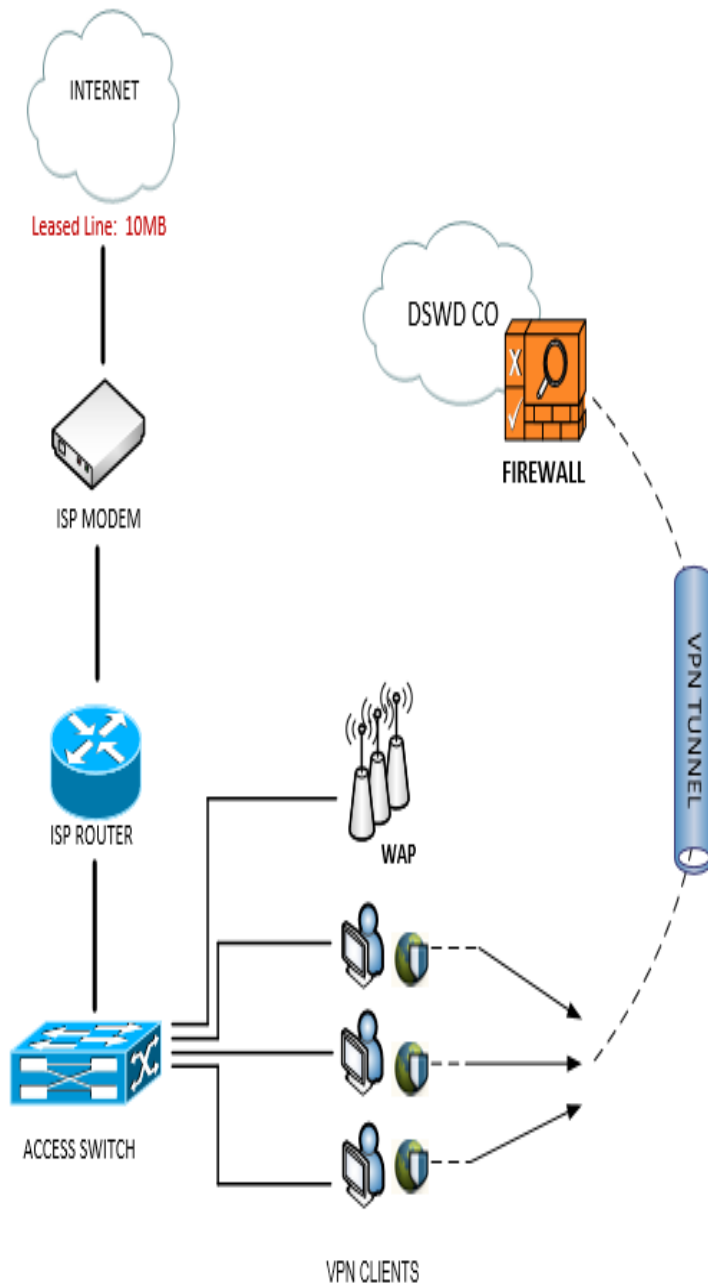 INTERNET
Leased Line: 10MB
DSWD CO
FIREWALL
ISP MODEM
VPN TUNNEL
ISP ROUTER
WAP
ACCESS SWITCH
VPN CLIENTS